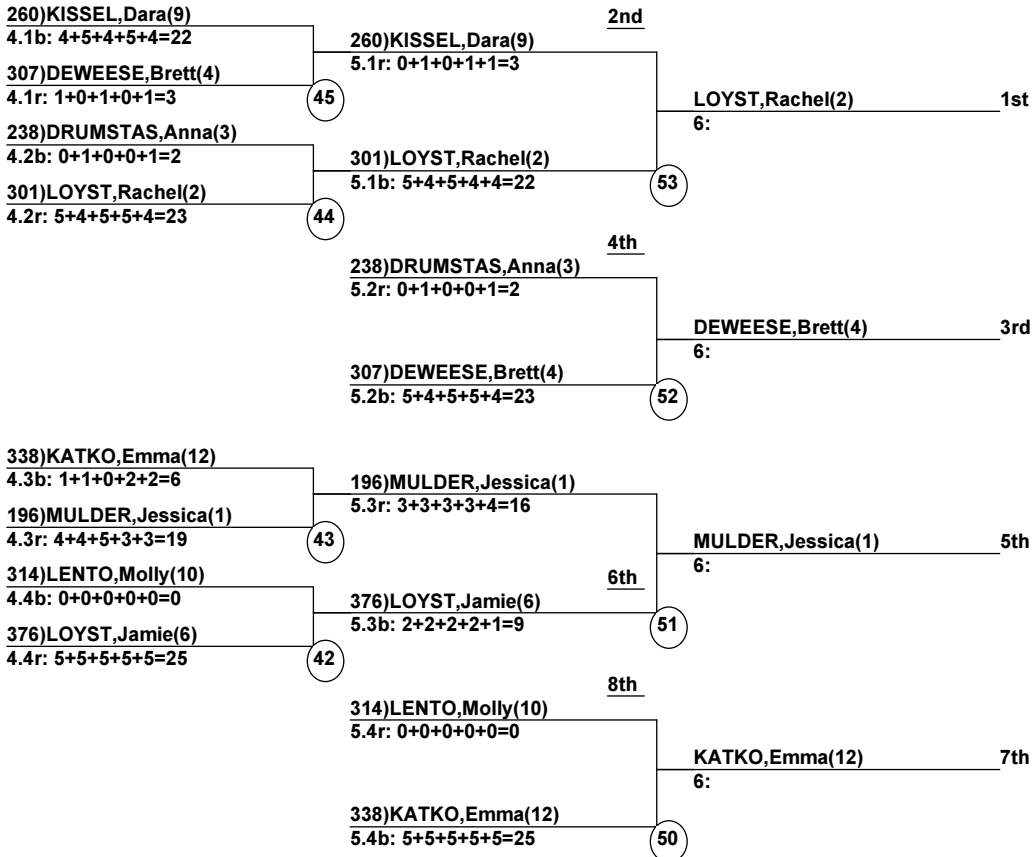 260)KISSEL,Dara(9)
4.1b: 4+5+4+5+4=22
307)DEWEESE,Brett(4)
4.1r: 1+0+1+0+1=3
45
238)DRUMSTAS,Anna(3)
4.2b: 0+1+0+0+1=2
301)LOYST,Rachel(2)
4.2r: 5+4+5+5+4=23
44
2nd
260)KISSEL,Dara(9)
5.1r: 0+1+0+1+1=3
301)LOYST,Rachel(2)
5.1b: 5+4+5+4+4=22
53
LOYST,Rachel(2) 1st
6:
4th
238)DRUMSTAS,Anna(3)
5.2r: 0+1+0+0+1=2
307)DEWEESE,Brett(4)
5.2b: 5+4+5+5+4=23
52
DEWEESE,Brett(4) 3rd
6:
338)KATKO,Emma(12)
4.3b: 1+1+0+2+2=6
196)MULDER,Jessica(1)
4.3r: 4+4+5+3+3=19
43
314)LENTO,Molly(10)
4.4b: 0+0+0+0+0=0
376)LOYST,Jamie(6)
4.4r: 5+5+5+5+5=25
42
196)MULDER,Jessica(1)
5.3r: 3+3+3+3+4=16
6th
376)LOYST,Jamie(6)
5.3b: 2+2+2+2+1=9
51
MULDER,Jessica(1) 5th
6:
8th
314)LENTO,Molly(10)
5.4r: 0+0+0+0+0=0
338)KATKO,Emma(12)
5.4b: 5+5+5+5+5=25
50
KATKO,Emma(12) 7th
6: